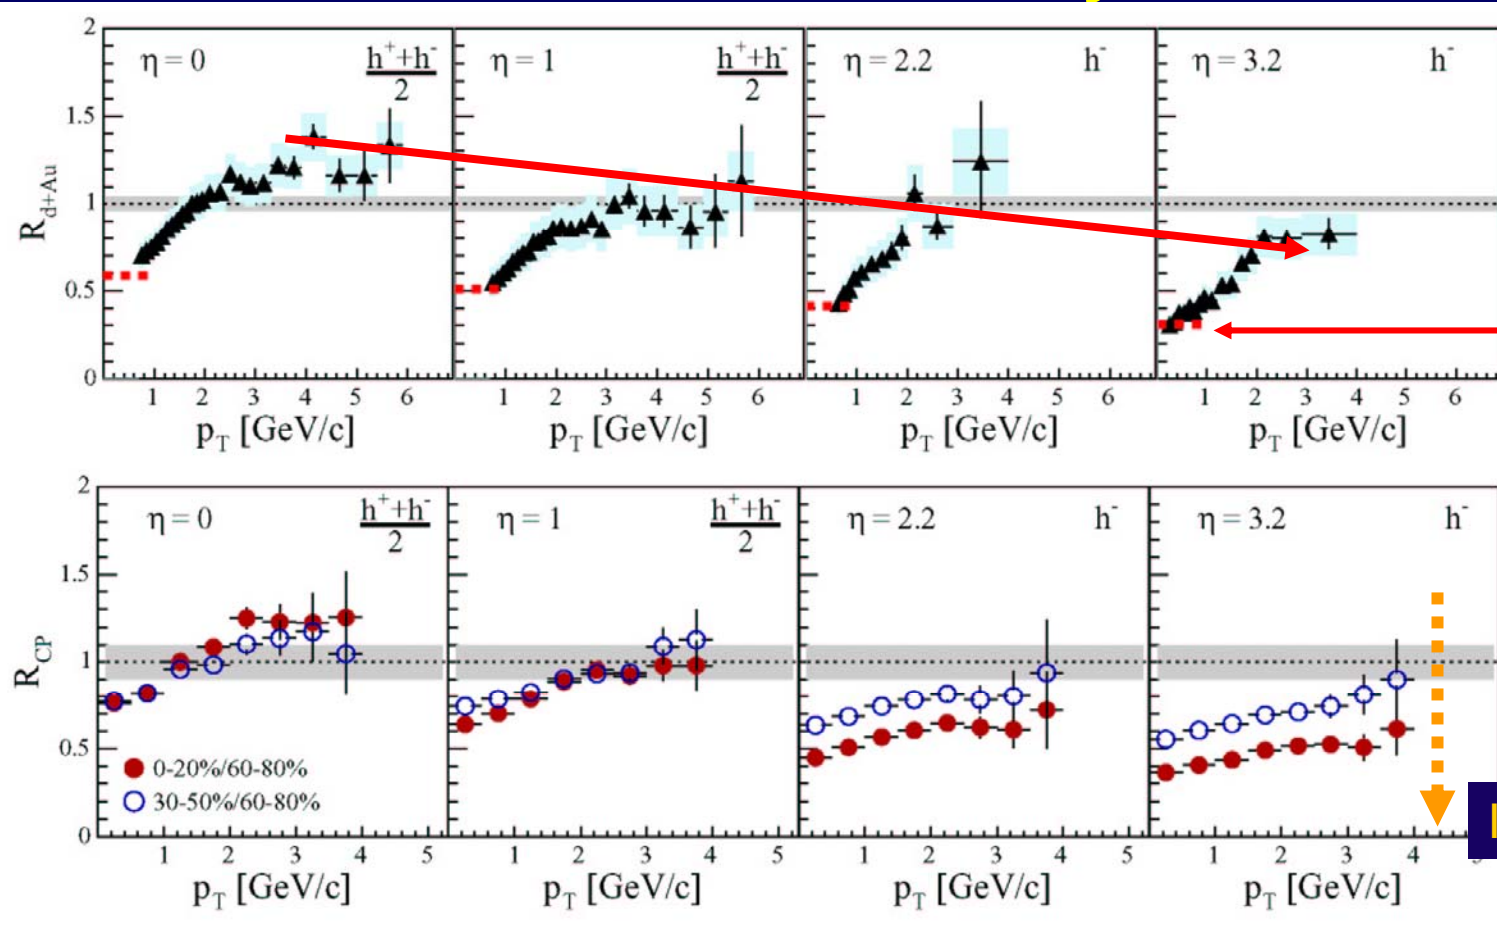 2
1.5
1
0.5
0
R_{d+Au}
η = 0
h⁺+h⁻
2
η = 1
h⁺+h⁻
2
η = 2.2
h⁻
η = 3.2
h⁻
1 2 3 4 5 6
1 2 3 4 5 6
1 2 3 4 5 6
1 2 3 4 5 6
p_T [GeV/c]
p_T [GeV/c]
p_T [GeV/c]
p_T [GeV/c]
2
1.5
1
0.5
0
R_{CP}
η = 0
h⁺+h⁻
2
η = 1
h⁺+h⁻
2
η = 2.2
h⁻
η = 3.2
h⁻
0-20%/60-80%
30-50%/60-80%
1 2 3 4 5
1 2 3 4 5
1 2 3 4 5
1 2 3 4
p_T [GeV/c]
p_T [GeV/c]
p_T [GeV/c]
p_T [GeV/c]